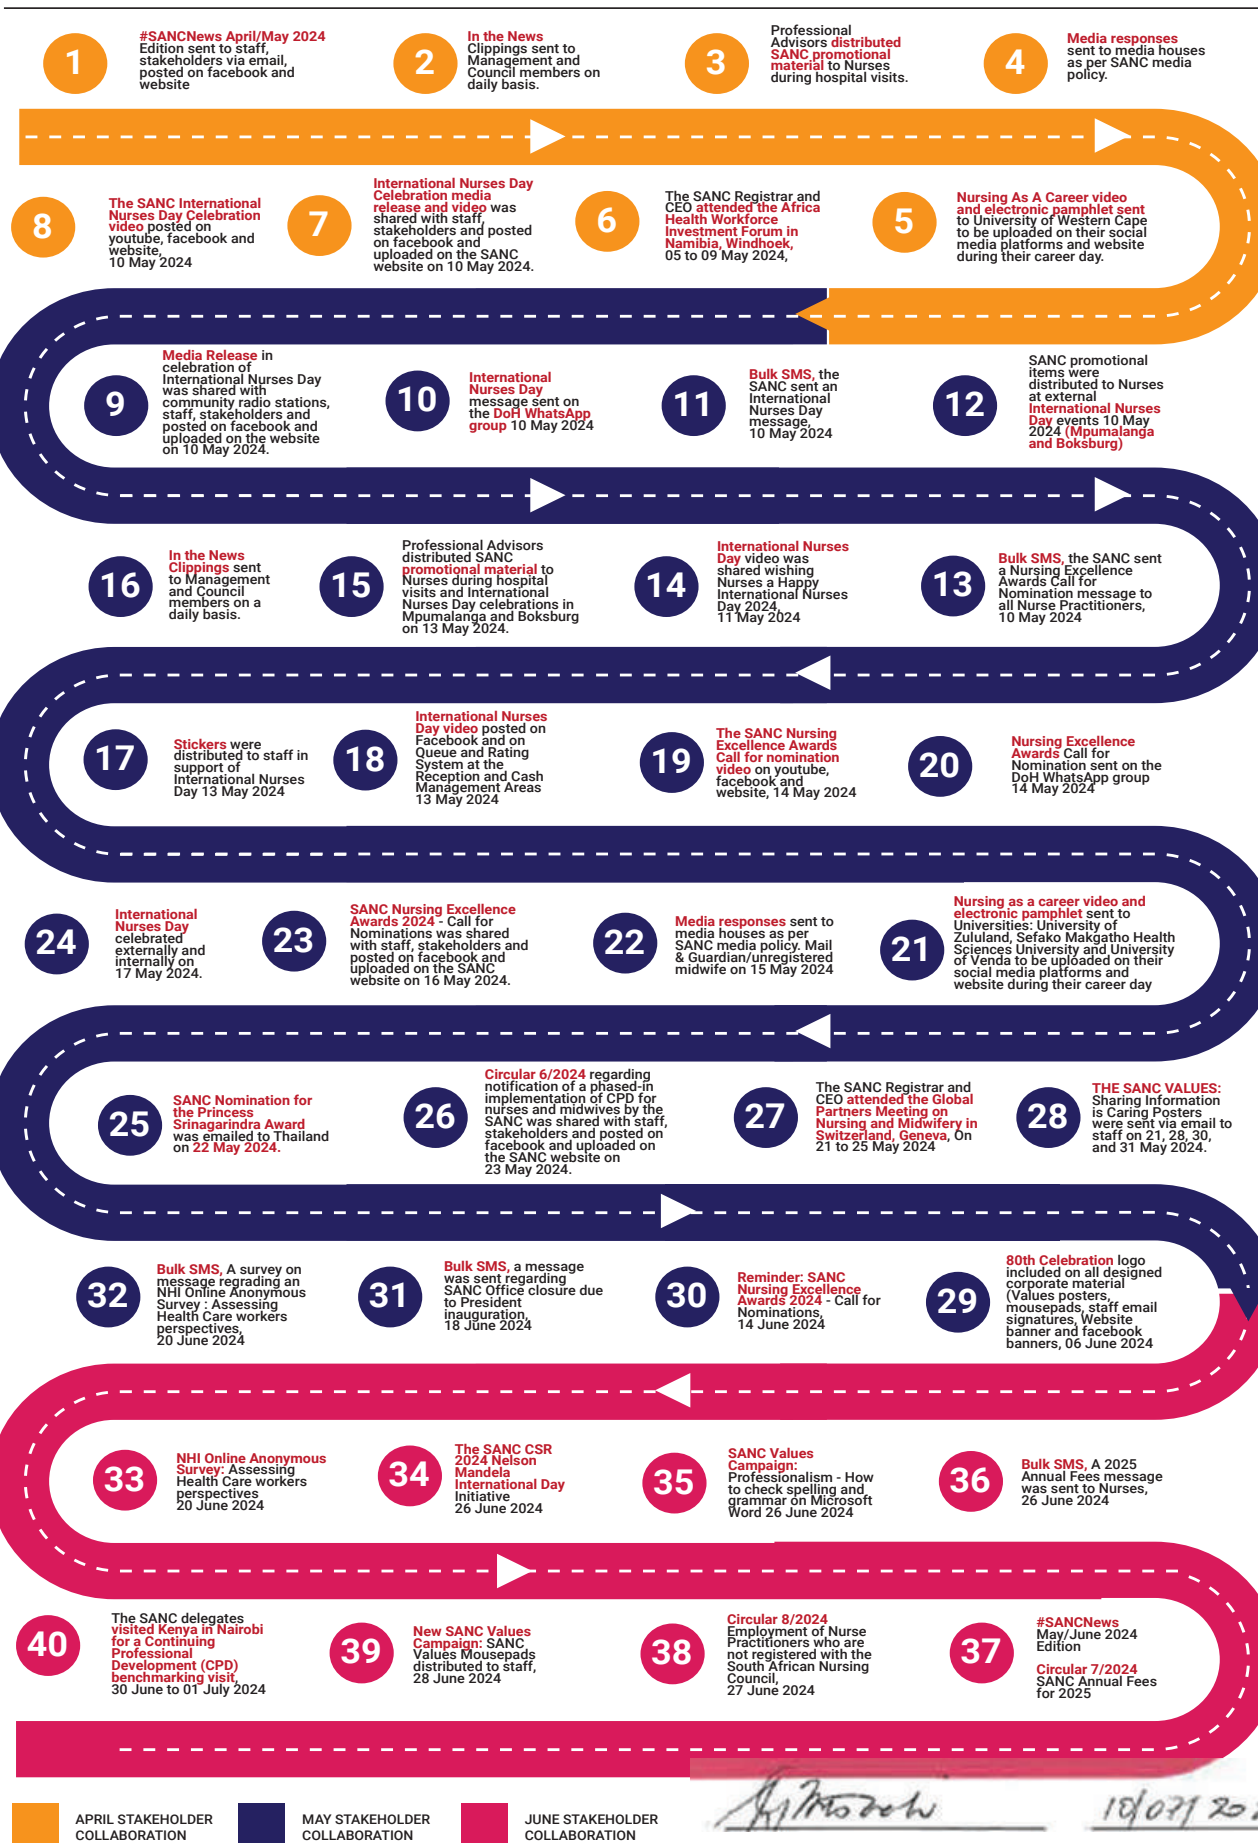 1
#SANCNews April/May 2024
Edition sent to staff,
stakeholders via email,
posted on facebook and
website
2
In the News
Clippings sent to
Management and
Council members on
daily basis.
3
Professional
Advisors distributed
SANC promotional
material to Nurses
during hospital visits.
4
Media responses
sent to media houses
as per SANC media
policy.
5
Nursing As A Career video
and electronic pamphlet sent
to University of Western Cape
to be uploaded on their social
media platforms and website
during their career day.
6
The SANC Registrar and
CEO attended the Africa
Health Workforce
Investment Forum in
Namibia, Windhoek,
05 to 09 May 2024,
7
International Nurses Day
Celebration media
release and video was
shared with staff,
stakeholders and posted
on facebook and
uploaded on the SANC
website on 10 May 2024.
8
The SANC International
Nurses Day Celebration
video posted on
youtube, facebook and
website,
10 May 2024
9
Media Release in
celebration of
International Nurses Day
was shared with
community radio stations,
staff, stakeholders and
posted on facebook and
uploaded on the website
on 10 May 2024.
10
International
Nurses Day
message sent on
the DoH WhatsApp
group 10 May 2024
11
Bulk SMS, the
SANC sent an
International
Nurses Day
message,
10 May 2024
12
SANC promotional
items were
distributed to Nurses
at external
International Nurses
Day events 10 May
2024 (Mpumalanga
and Boksburg)
13
Bulk SMS, the SANC sent
a Nursing Excellence
Awards Call for
Nomination message to
all Nurse Practitioners,
10 May 2024
14
International Nurses
Day video was
shared wishing
Nurses a Happy
International Nurses
Day 2024,
11 May 2024
15
Professional Advisors
distributed SANC
promotional material to
Nurses during hospital
visits and International
Nurses Day celebrations in
Mpumalanga and Boksburg
on 13 May 2024.
16
In the News
Clippings sent
to Management
and Council
members on a
daily basis.
17
Stickers were
distributed to staff in
support of
International Nurses
Day 13 May 2024
18
International Nurses
Day video posted on
Facebook and on
Queue and Rating
System at the
Reception and Cash
Management Areas
13 May 2024
19
The SANC Nursing
Excellence Awards
Call for nomination
video on youtube,
facebook and
website, 14 May 2024
20
Nursing Excellence
Awards Call for
Nomination sent on the
DoH WhatsApp group
14 May 2024
21
Nursing as a career video and
electronic pamphlet sent to
Universities: University of
Zululand, Sefako Makgatho Health
Sciences University and University
of Venda to be uploaded on their
social media platforms and
website during their career day
22
Media responses sent to
media houses as per
SANC media policy. Mail
& Guardian/unregistered
midwife on 15 May 2024
23
SANC Nursing Excellence
Awards 2024 - Call for
Nominations was shared
with staff, stakeholders and
posted on facebook and
uploaded on the SANC
website on 16 May 2024.
24
International
Nurses Day
celebrated
externally and
internally on
17 May 2024.
25
SANC Nomination for
the Princess
Srinagarindra Award
was emailed to Thailand
on 22 May 2024.
26
Circular 6/2024 regarding
notification of a phased-in
implementation of CPD for
nurses and midwives by the
SANC was shared with staff,
stakeholders and posted on
facebook and uploaded on
the SANC website on
23 May 2024.
27
The SANC Registrar and
CEO attended the Global
Partners Meeting on
Nursing and Midwifery in
Switzerland, Geneva, On
21 to 25 May 2024
28
THE SANC VALUES:
Sharing Information
is Caring Posters
were sent via email to
staff on 21, 28, 30,
and 31 May 2024.
29
80th Celebration logo
included on all designed
corporate material
(Values posters,
mousepads, staff email
signatures, Website
banner and facebook
banners, 06 June 2024
30
Reminder: SANC
Nursing Excellence
Awards 2024 - Call for
Nominations,
14 June 2024
31
Bulk SMS, a message
was sent regarding
SANC Office closure due
to President
inauguration,
18 June 2024
32
Bulk SMS, A survey on
message regrading an
NHI Online Anonymous
Survey : Assessing
Health Care workers
perspectives,
20 June 2024
33
NHI Online Anonymous
Survey: Assessing
Health Care workers
perspectives
20 June 2024
34
The SANC CSR
2024 Nelson
Mandela
International Day
Initiative
26 June 2024
35
SANC Values
Campaign:
Professionalism - How
to check spelling and
grammar on Microsoft
Word 26 June 2024
36
Bulk SMS, A 2025
Annual Fees message
was sent to Nurses,
26 June 2024
37
#SANCNews
May/June 2024
Edition
Circular 7/2024
SANC Annual Fees
for 2025
38
Circular 8/2024
Employment of Nurse
Practitioners who are
not registered with the
South African Nursing
Council,
27 June 2024
39
New SANC Values
Campaign: SANC
Values Mousepads
distributed to staff,
28 June 2024
40
The SANC delegates
visited Kenya in Nairobi
for a Continuing
Professional
Development (CPD)
benchmarking visit,
30 June to 01 July 2024
APRIL STAKEHOLDER
COLLABORATION
MAY STAKEHOLDER
COLLABORATION
JUNE STAKEHOLDER
COLLABORATION